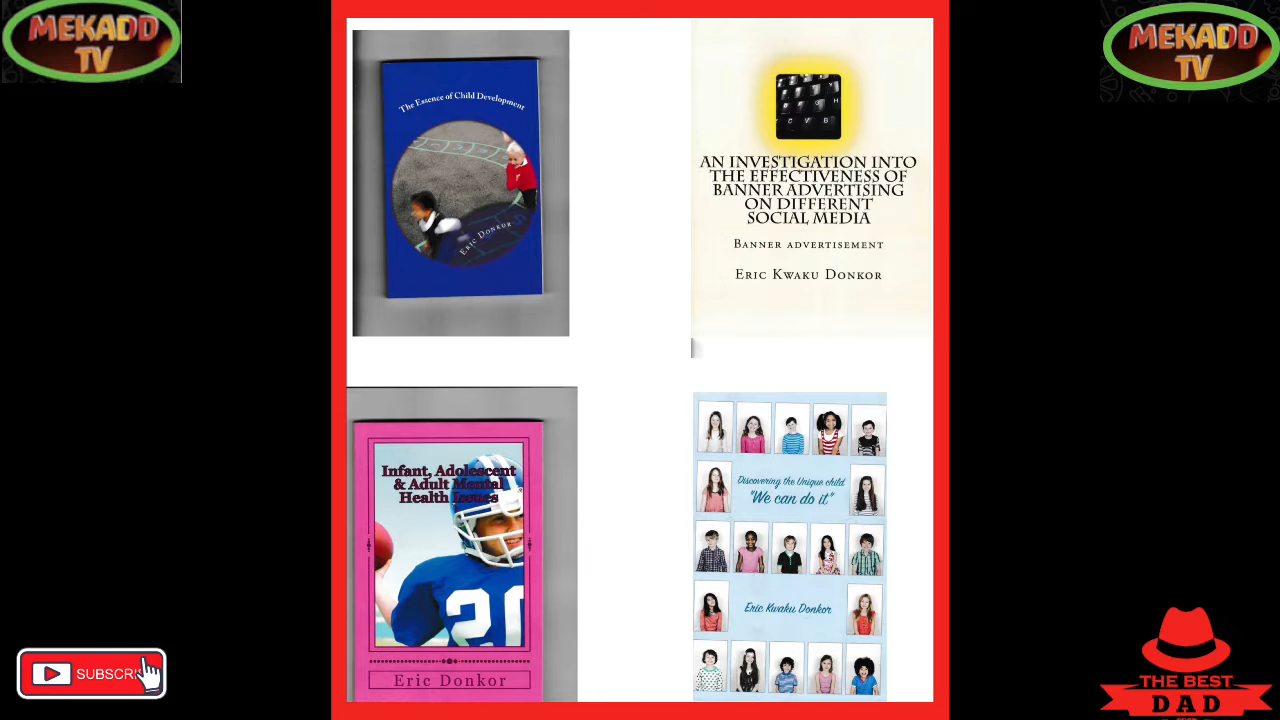 MEKADD
TV
MEKADD
TV
The Essence of Child Development
Eric Donkor
Y
G H
C V B
AN INVESTIGATION INTO
THE EFFECTIVENESS OF
BANNER ADVERTISING
ON DIFFERENT
SOCIAL MEDIA
BANNER ADVERTISEMENT
ERIC KWAKU DONKOR
Infant, Adolescent
& Adult Mental
Health Issues
20
Eric Donkor
Discovering the Unique child
"We can do it"
Eric Kwaku Donkor
SUBSCRI
THE BEST
DAD